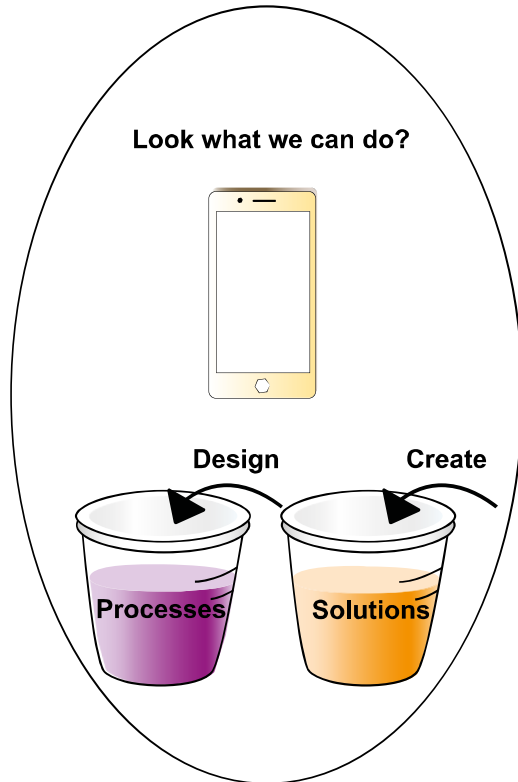 Look what we can do?
Design
Create
Processes
Solutions